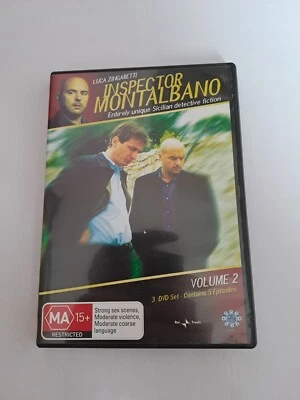 LUCA ZINGARETTI
INSPECTOR
MONTALBANO
Entirely unique Sicilian detective fiction
VOLUME 2
3 DVD Set - Contains 5 Episodes
MA 15+
RESTRICTED
Strong sex scenes,
Moderate violence,
Moderate coarse
language